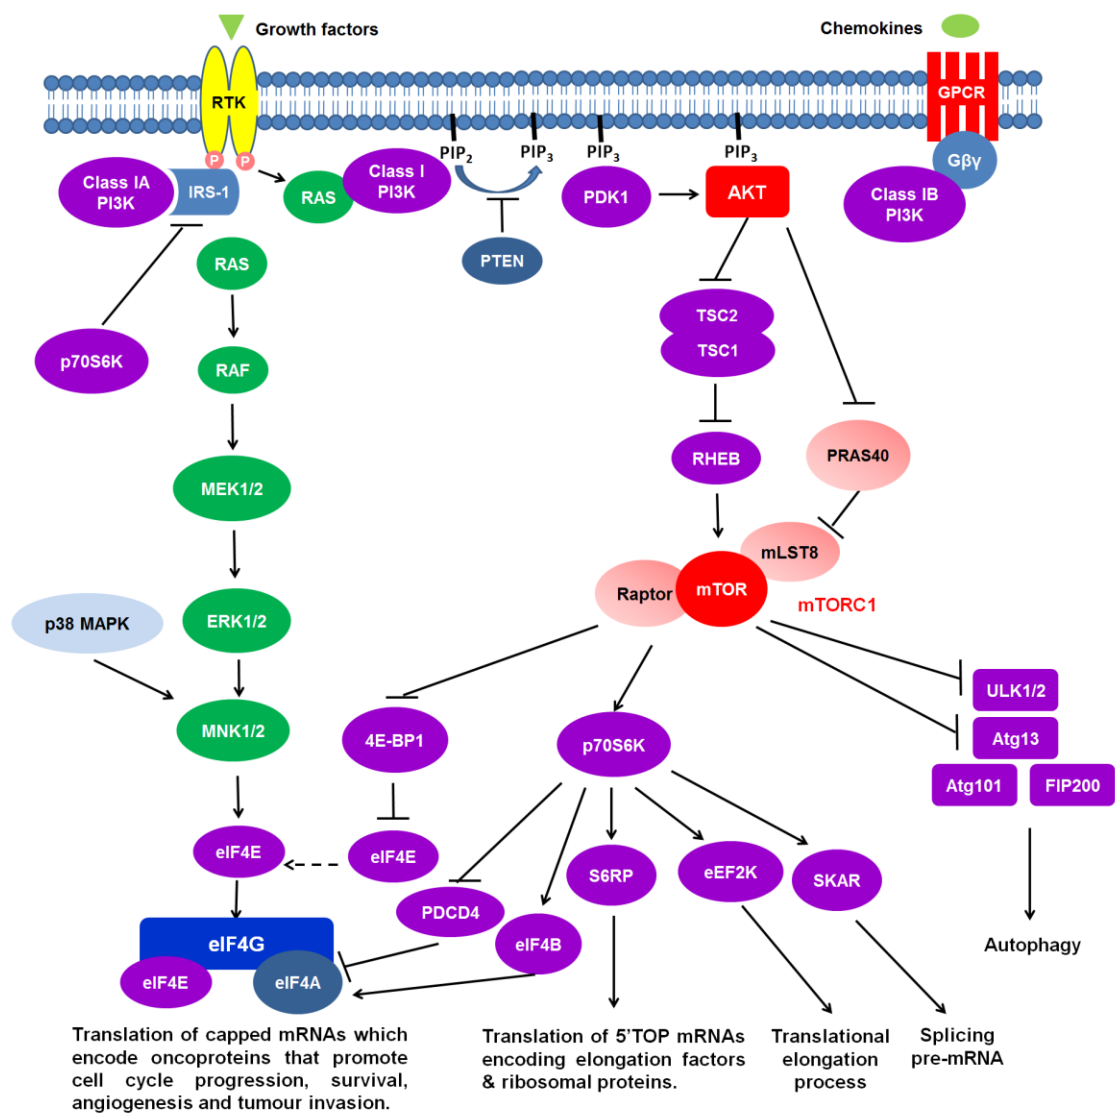 Growth factors
Chemokines
RTK
GPCR
P
P
PIP2
PIP3
PIP3
PIP3
Gβγ
Class IA
PI3K
IRS-1
RAS
Class I
PI3K
PDK1
AKT
Class IB
PI3K
PTEN
RAS
TSC2
TSC1
p70S6K
RAF
RHEB
PRAS40
MEK1/2
mLST8
Raptor
mTOR
mTORC1
p38 MAPK
ERK1/2
ULK1/2
MNK1/2
4E-BP1
p70S6K
Atg13
Atg101
FIP200
eIF4E
eIF4E
S6RP
eEF2K
SKAR
PDCD4
eIF4G
eIF4B
Autophagy
eIF4E
eIF4A
Translation of capped mRNAs which
encode oncoproteins that promote
cell cycle progression, survival,
angiogenesis and tumour invasion.
Translation of 5'TOP mRNAs
encoding elongation factors
& ribosomal proteins.
Translational
elongation
process
Splicing
pre-mRNA